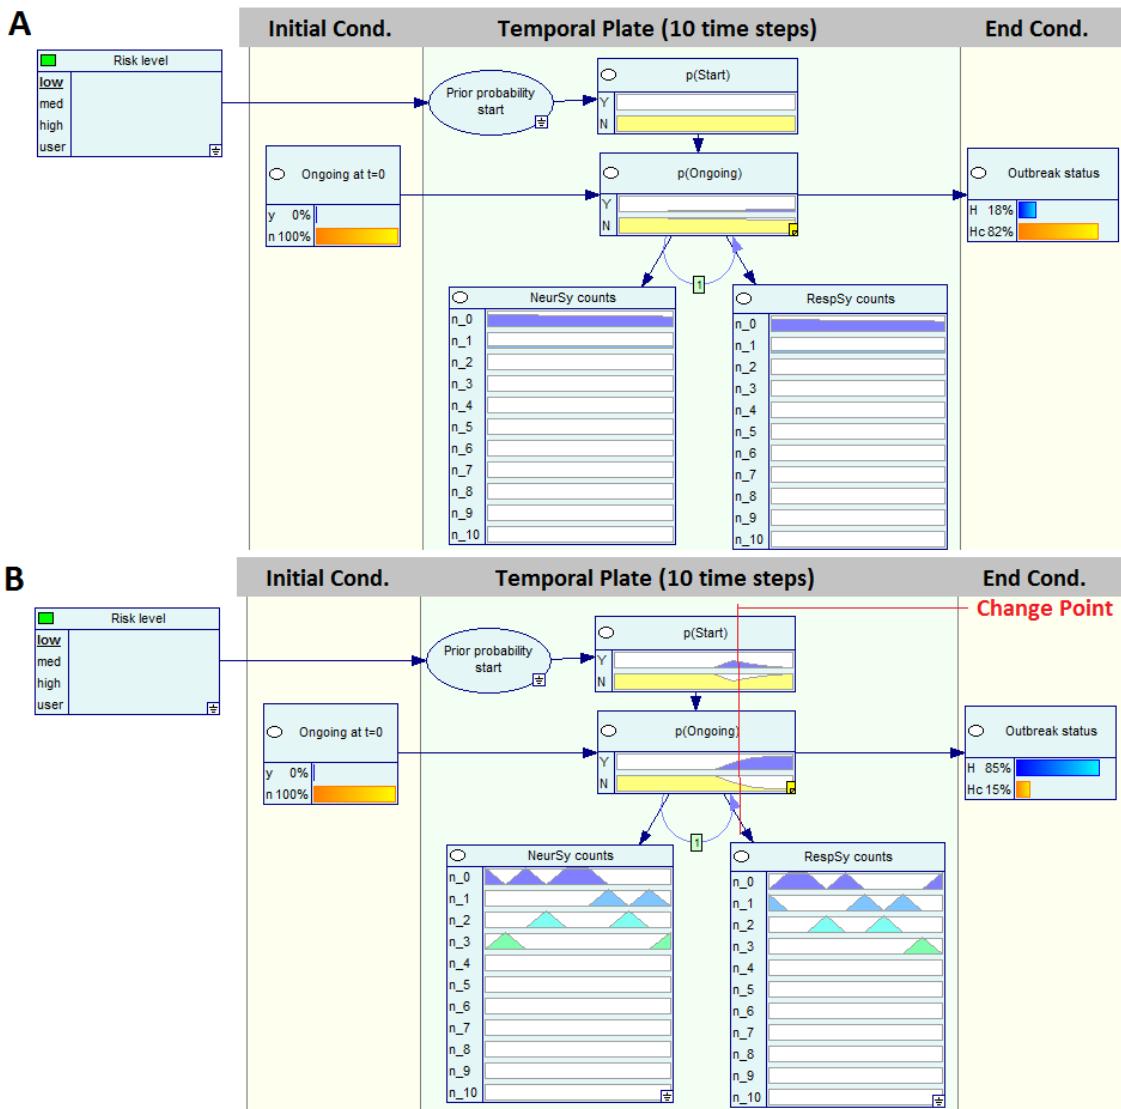 A
Initial Cond.
Temporal Plate (10 time steps)
End Cond.
Risk level
low
med
high
user
Prior probability
start
p(Start)
Y
N
Ongoing at t=0
y 0%
n 100%
p(Ongoing)
Y
N
Outbreak status
H 18%
Hc 82%
1
NeurSy counts
n_0
n_1
n_2
n_3
n_4
n_5
n_6
n_7
n_8
n_9
n_10
RespSy counts
n_0
n_1
n_2
n_3
n_4
n_5
n_6
n_7
n_8
n_9
n_10
B
Initial Cond.
Temporal Plate (10 time steps)
End Cond.
Change Point
Risk level
low
med
high
user
Prior probability
start
p(Start)
Y
N
Ongoing at t=0
y 0%
n 100%
p(Ongoing)
Y
N
Outbreak status
H 85%
Hc 15%
1
NeurSy counts
n_0
n_1
n_2
n_3
n_4
n_5
n_6
n_7
n_8
n_9
n_10
RespSy counts
n_0
n_1
n_2
n_3
n_4
n_5
n_6
n_7
n_8
n_9
n_10